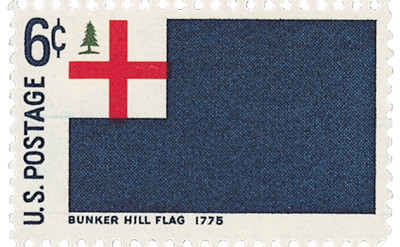 6¢
U.S. POSTAGE
BUNKER HILL FLAG 1775